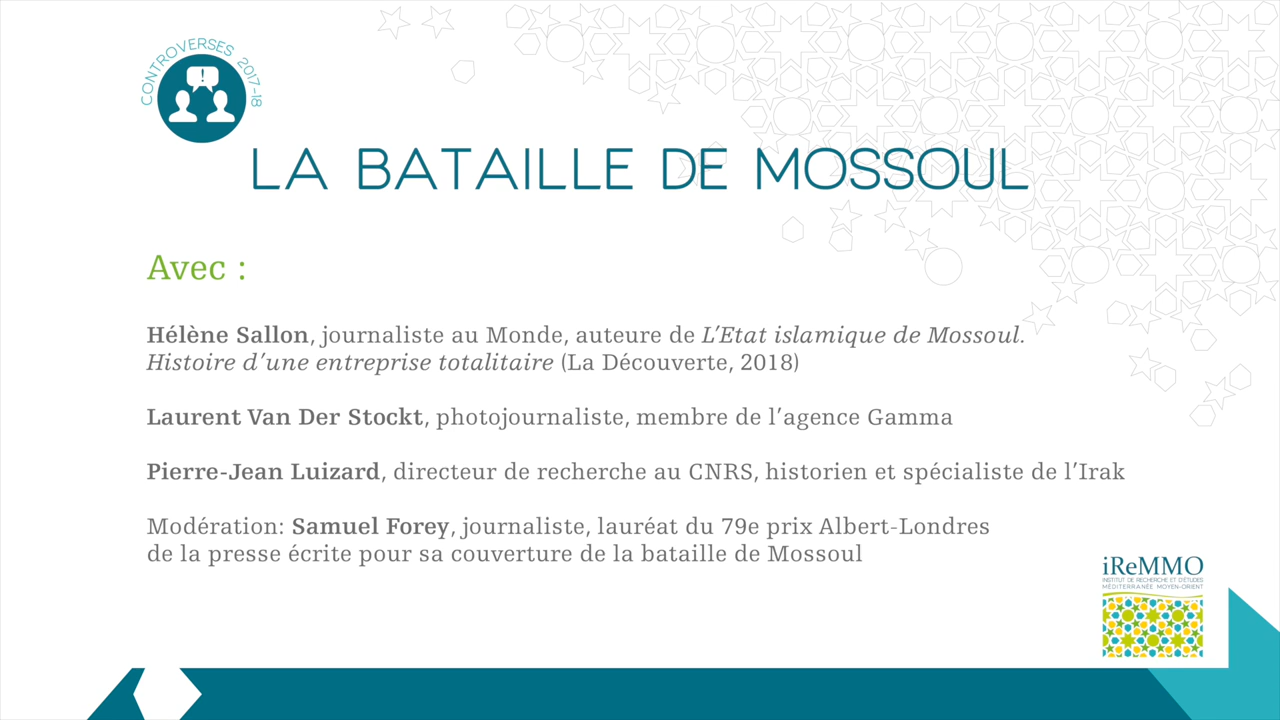 CONTROVERSES 2017-18
LA BATAILLE DE MOSSOUL
Avec :
Hélène Sallon, journaliste au Monde, auteure de L'Etat islamique de Mossoul.
Histoire d'une entreprise totalitaire (La Découverte, 2018)
Laurent Van Der Stockt, photojournaliste, membre de l'agence Gamma
Pierre-Jean Luizard, directeur de recherche au CNRS, historien et spécialiste de l'Irak
Modération: Samuel Forey, journaliste, lauréat du 79e prix Albert-Londres
de la presse écrite pour sa couverture de la bataille de Mossoul
iReMMO
INSTITUT DE RECHERCHE ET D'ÉTUDES
MÉDITERRANÉE MOYEN-ORIENT